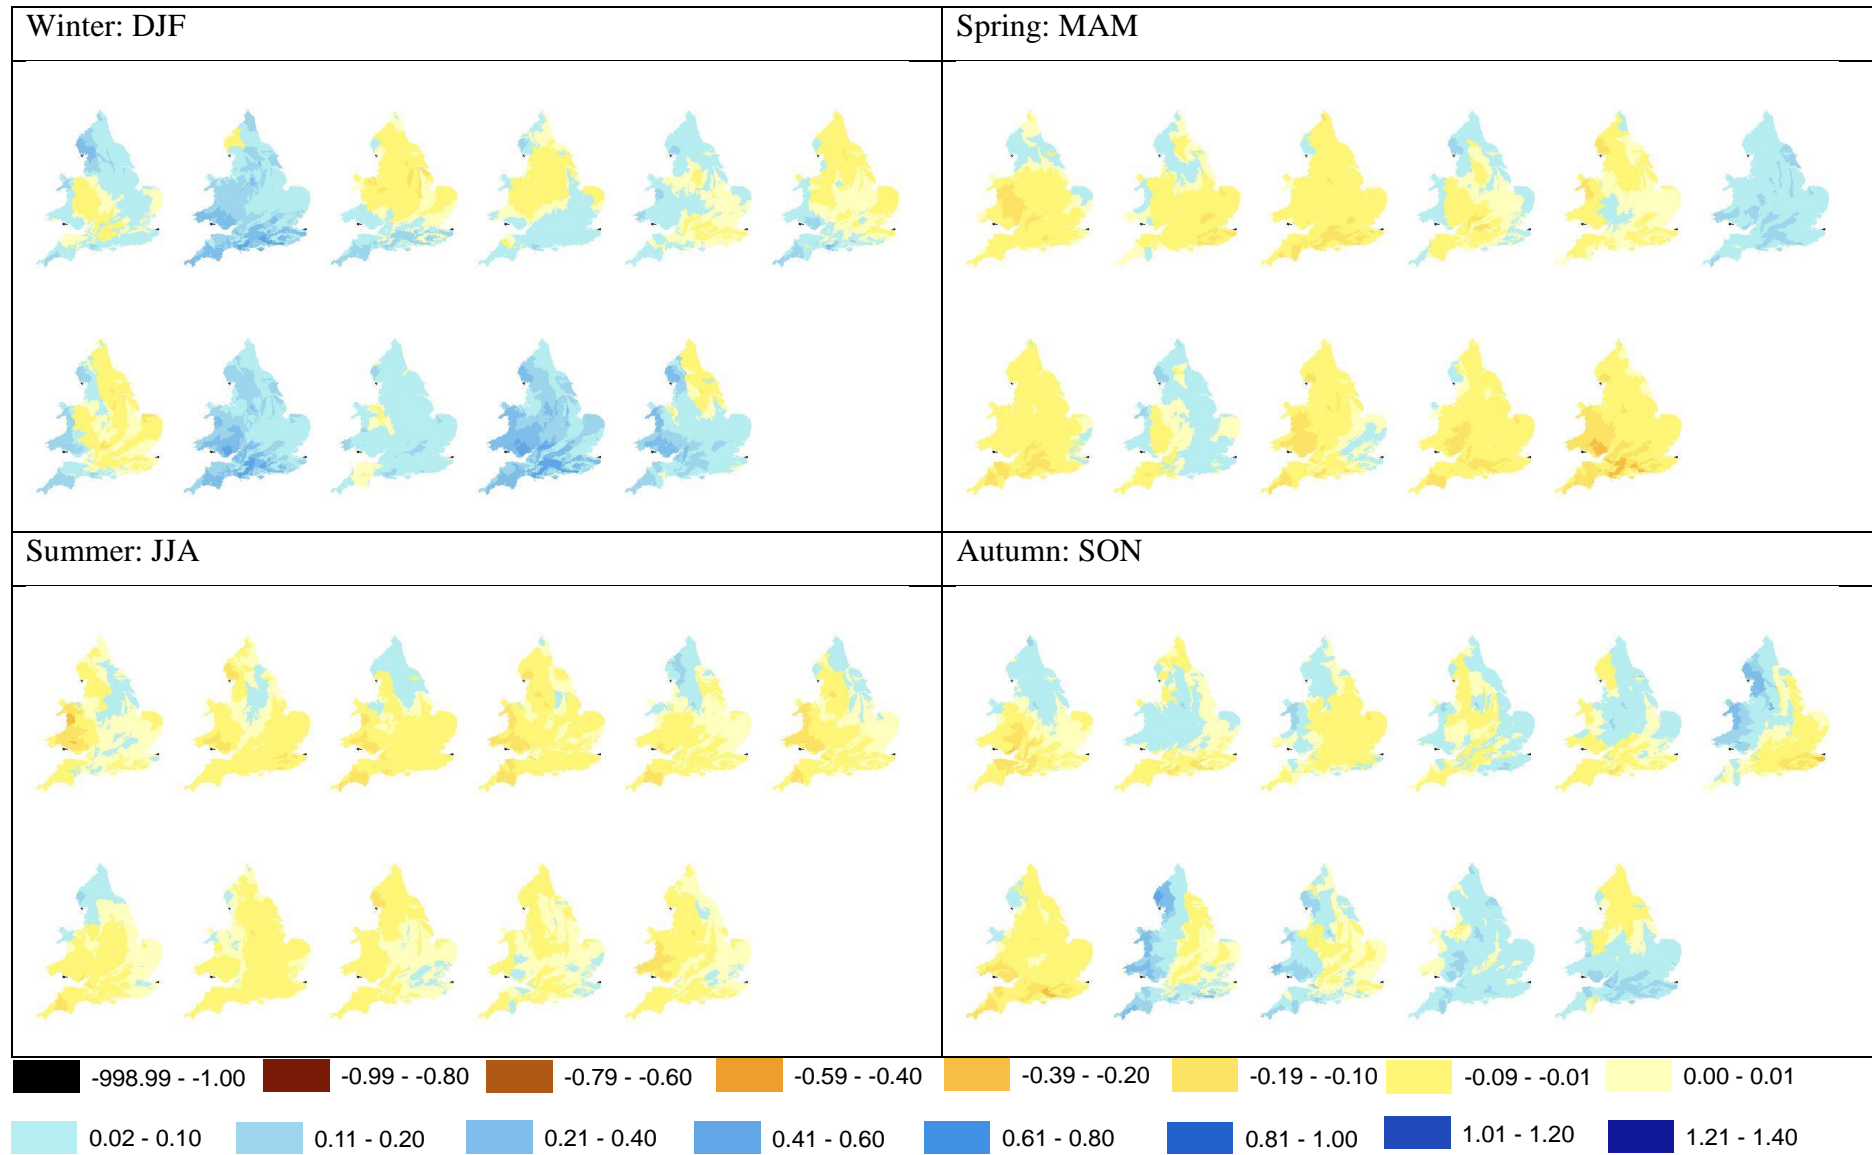 Winter: DJF
Spring: MAM
Summer: JJA
Autumn: SON
-998.99 - -1.00
-0.99 - -0.80
-0.79 - -0.60
-0.59 - -0.40
-0.39 - -0.20
-0.19 - -0.10
-0.09 - -0.01
0.00 - 0.01
0.02 - 0.10
0.11 - 0.20
0.21 - 0.40
0.41 - 0.60
0.61 - 0.80
0.81 - 1.00
1.01 - 1.20
1.21 - 1.40